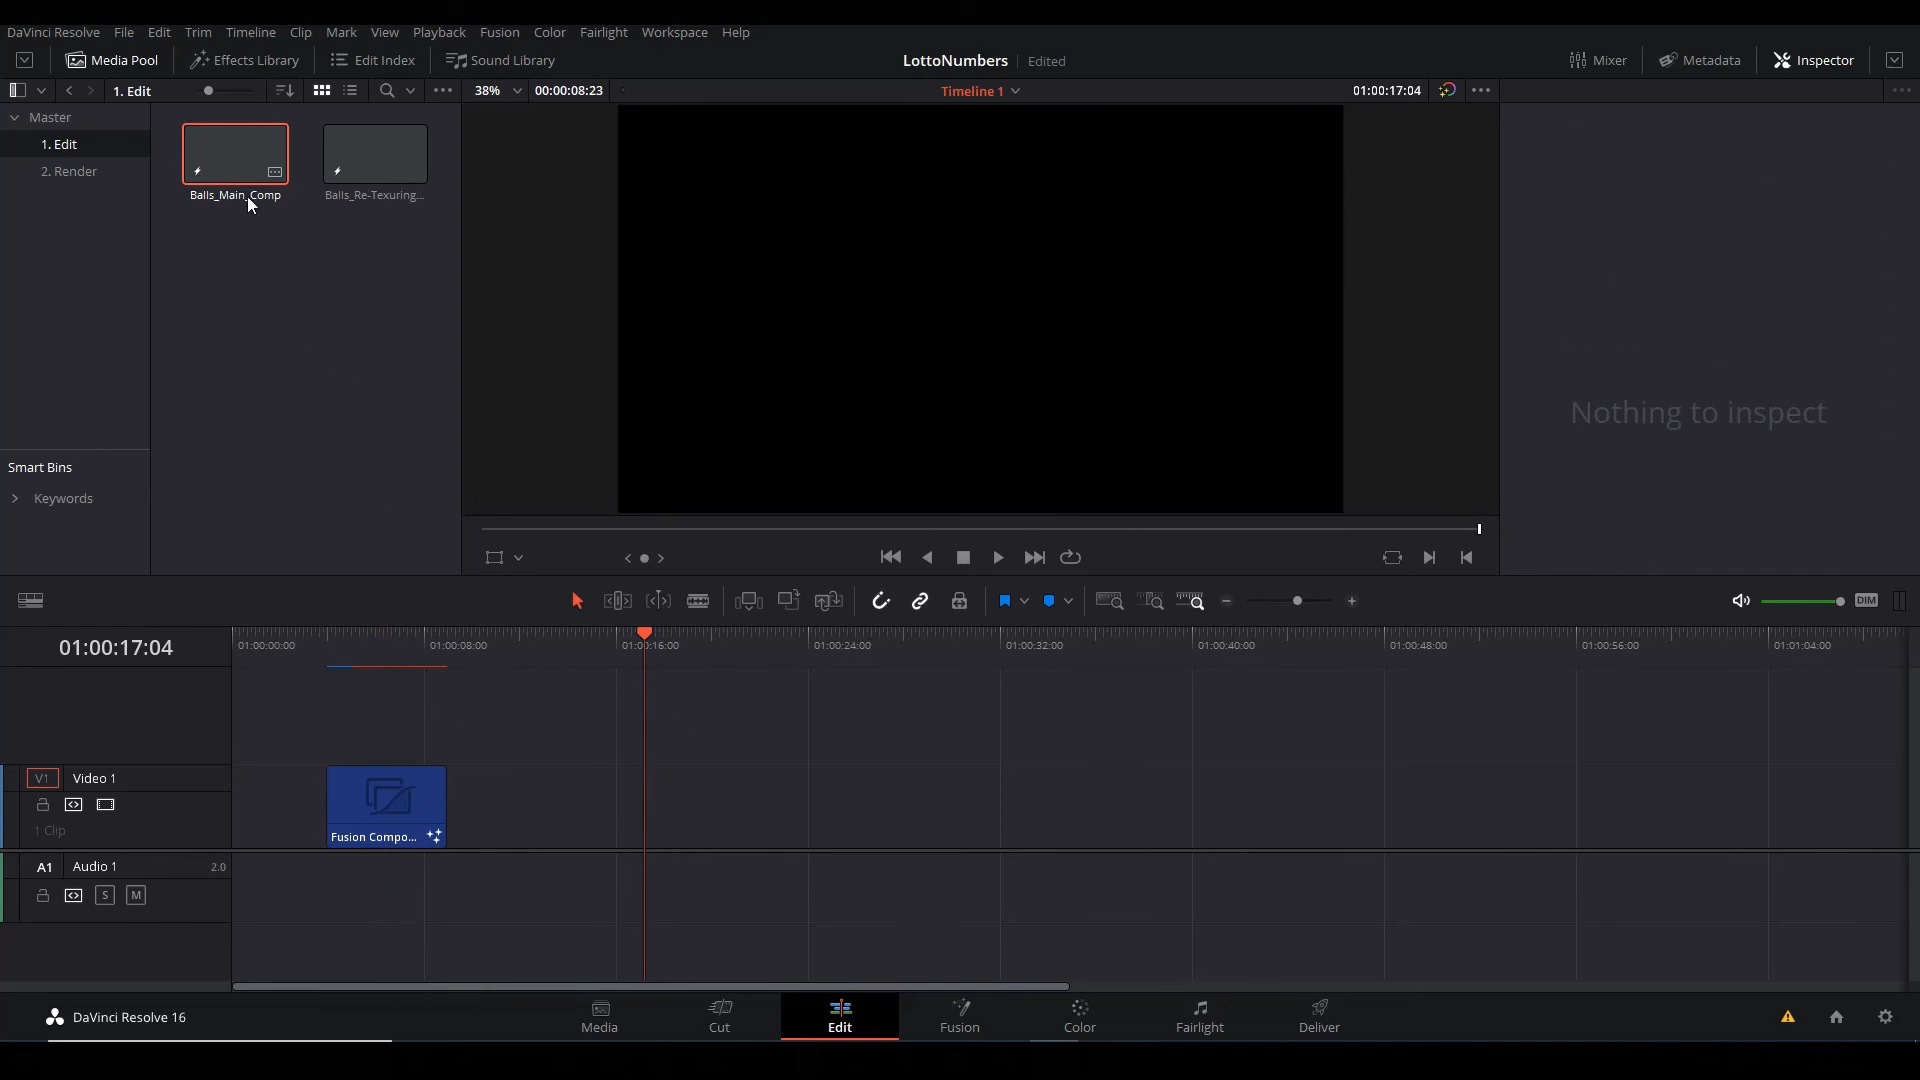 DaVinci Resolve File Edit Trim Timeline Clip Mark View Playback Fusion Color Fairlight Workspace Help
Media Pool Effects Library Edit Index Sound Library LottoNumbers Edited Mixer Metadata Inspector
1. Edit 38% 00:00:08:23 Timeline 1 01:00:17:04
Master
1. Edit
2. Render
Balls_Main_Comp Balls_Re-Texuring...
Nothing to inspect
Smart Bins
Keywords
DIM
01:00:17:04 01:00:00:00 01:00:08:00 01:00:16:00 01:00:24:00 01:00:32:00 01:00:40:00 01:00:48:00 01:00:56:00 01:01:04:00
V1 Video 1
1 Clip
Fusion Compo...
A1 Audio 1 2.0
S M
DaVinci Resolve 16 Media Cut Edit Fusion Color Fairlight Deliver